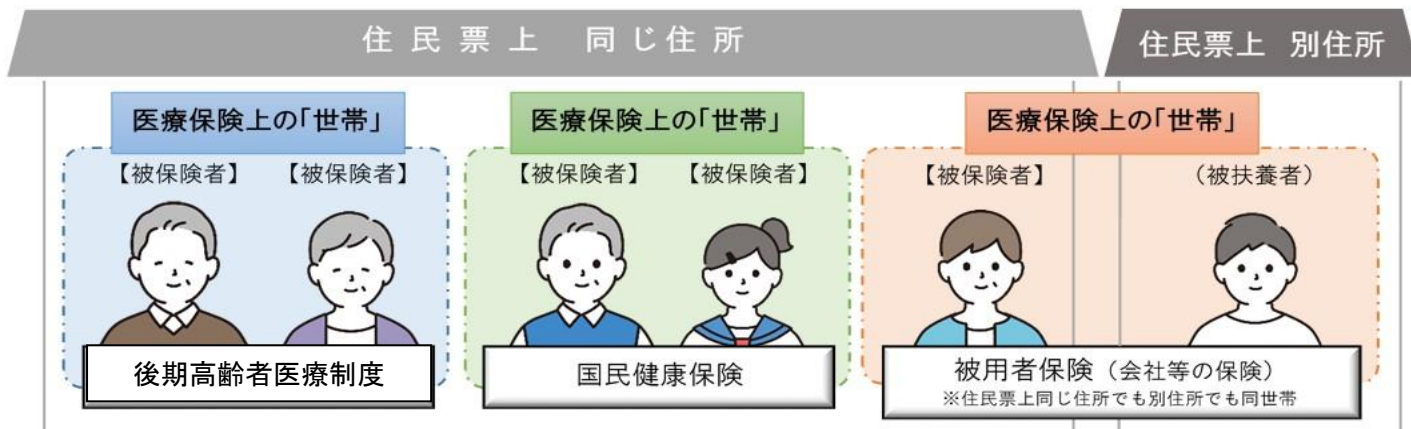 住民票上 同じ住所
住民票上 別住所
医療保険上の「世帯」
医療保険上の「世帯」
医療保険上の「世帯」
【被保険者】 【被保険者】
【被保険者】 【被保険者】
【被保険者】 （被扶養者）
後期高齢者医療制度
国民健康保険
被用者保険（会社等の保険）
※住民票上同じ住所でも別住所でも同世帯